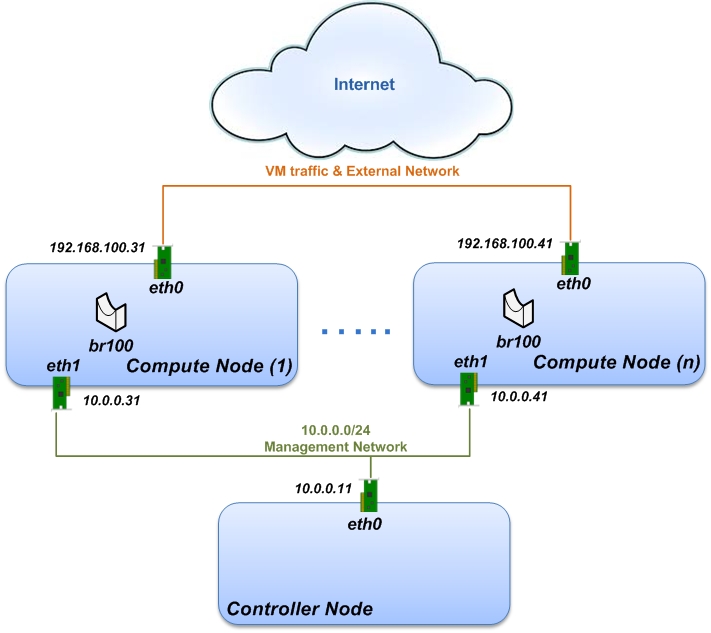 Internet
VM traffic & External Network
192.168.100.31
192.168.100.41
eth0
eth0
br100
br100
eth1
Compute Node (1)
eth1
Compute Node (n)
10.0.0.31
10.0.0.41
10.0.0.0/24
Management Network
10.0.0.11
eth0
Controller Node